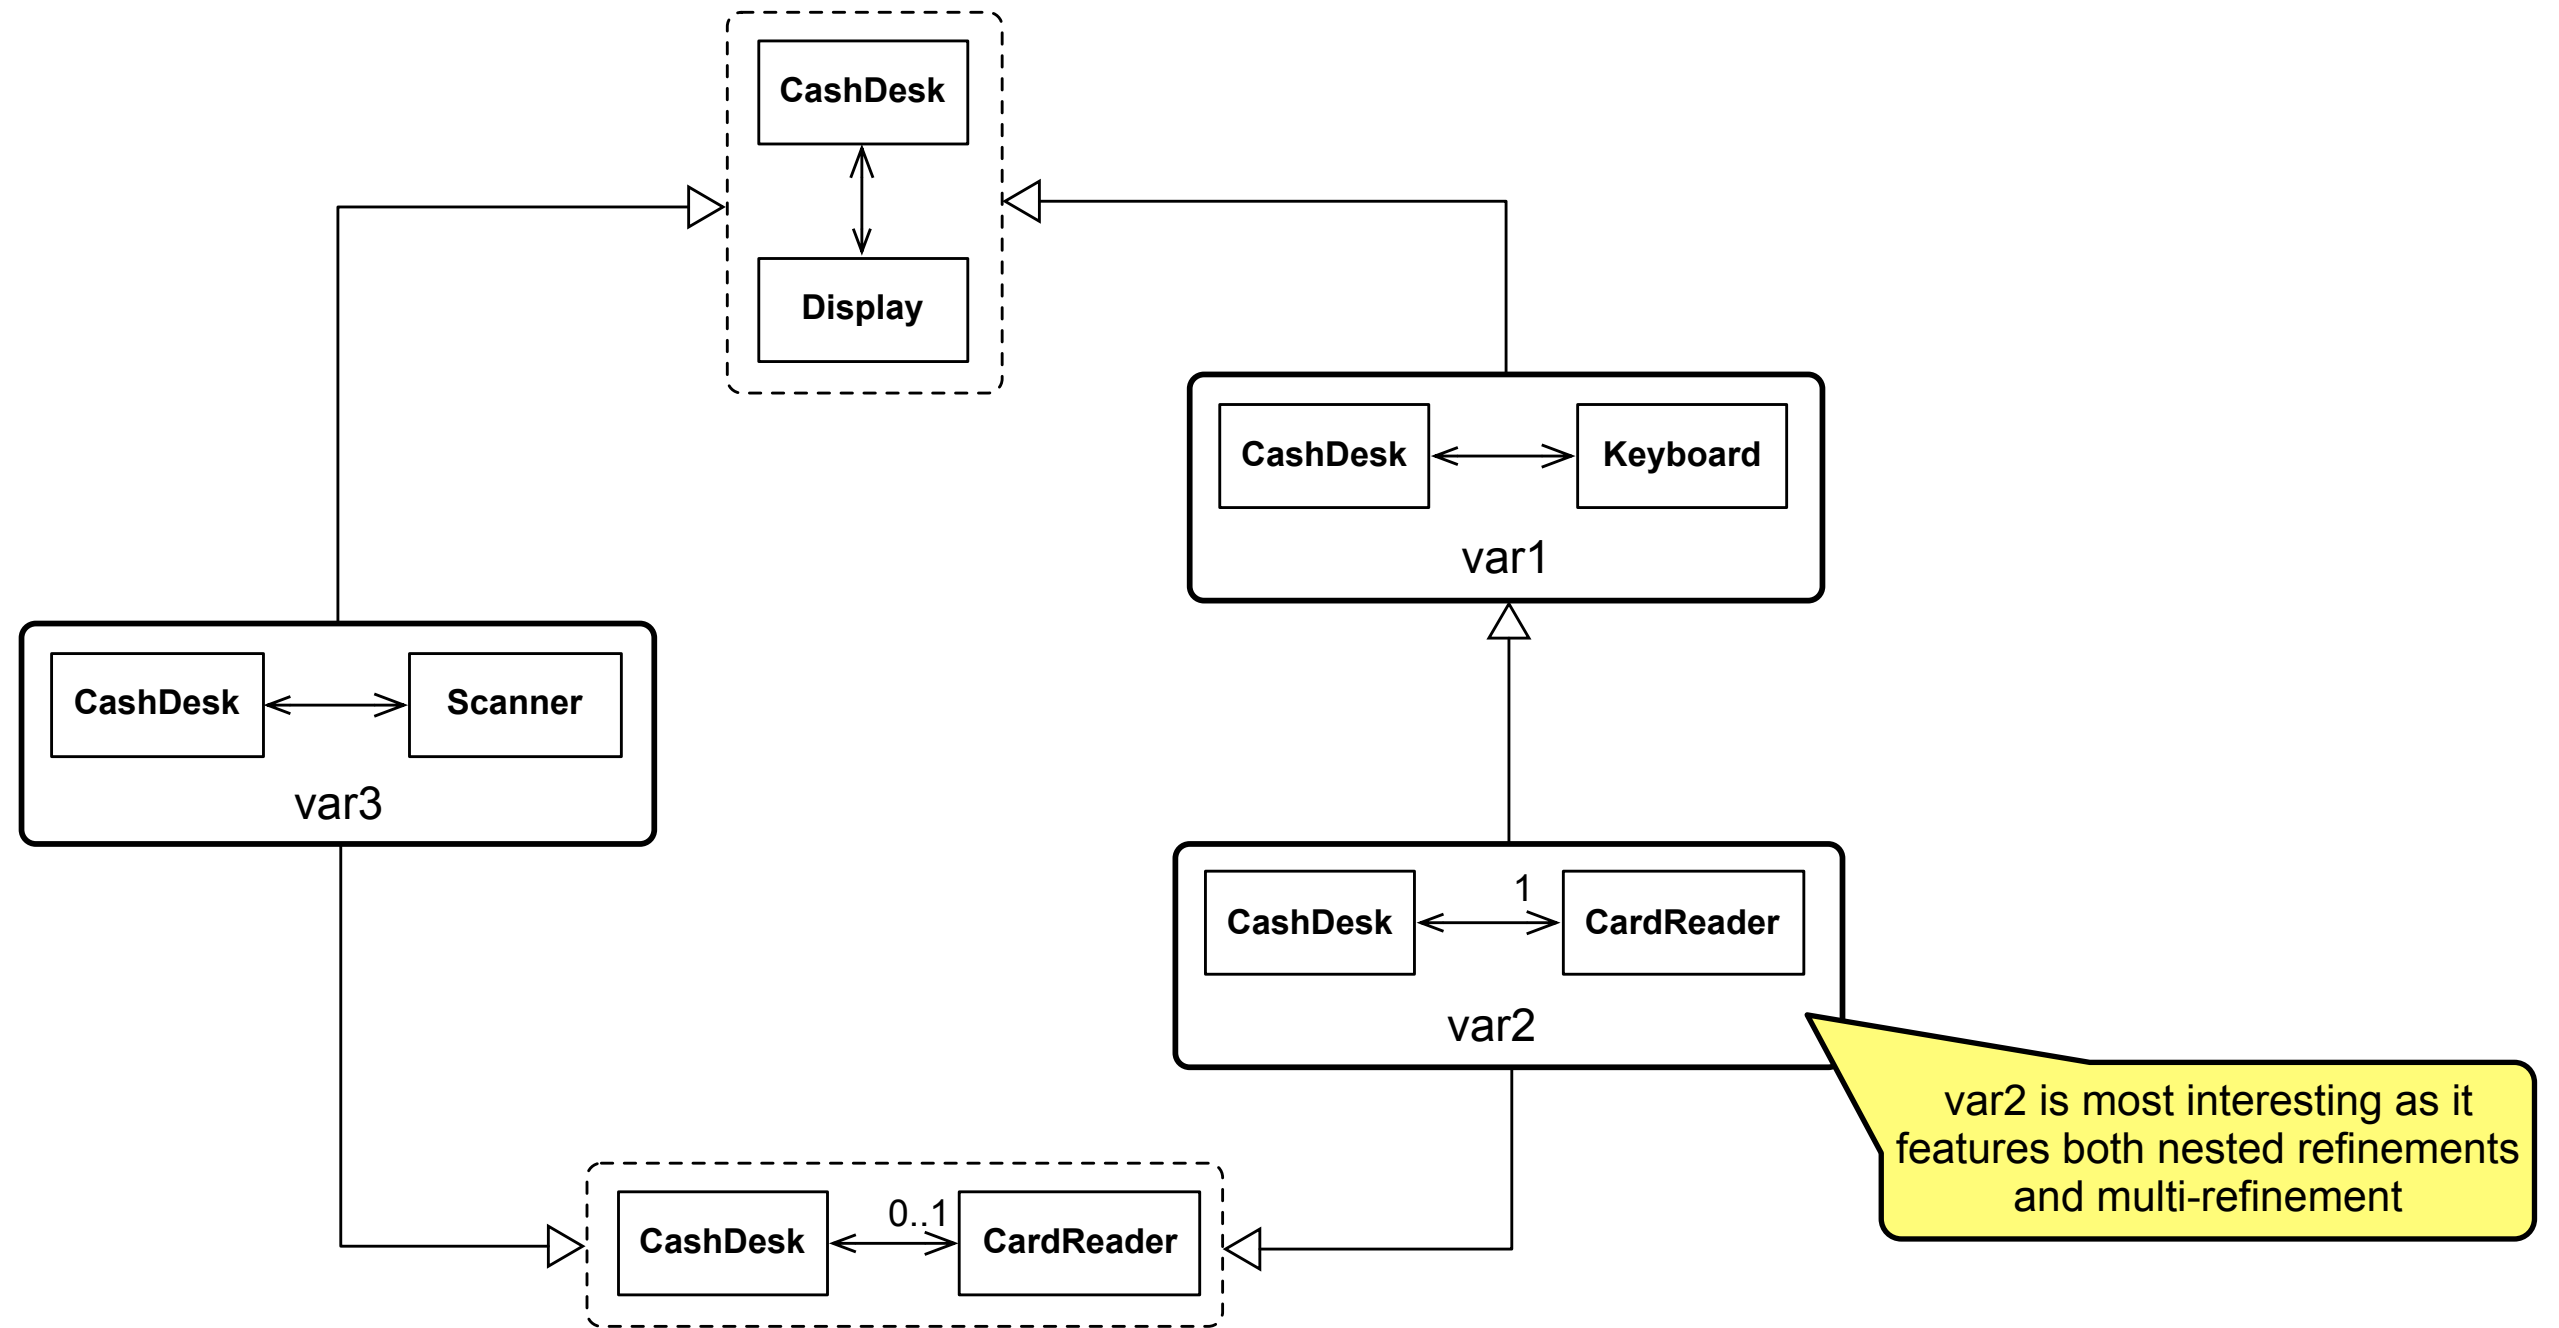 CashDesk
Display
CashDesk
Keyboard
var1
CashDesk
Scanner
var3
CashDesk
1
CardReader
var2
var2 is most interesting as it
features both nested refinements
and multi-refinement
CashDesk
0..1
CardReader